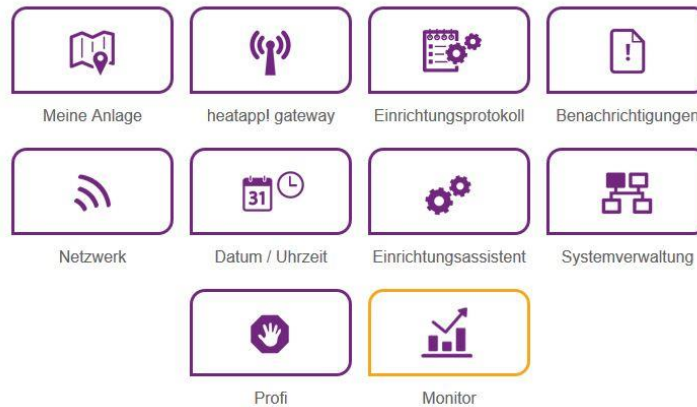 Meine Anlage
heatapp! gateway
Einrichtungsprotokoll
!
Benachrichtigungen
Netzwerk
31
Datum / Uhrzeit
Einrichtungsassistent
Systemverwaltung
Profi
Monitor